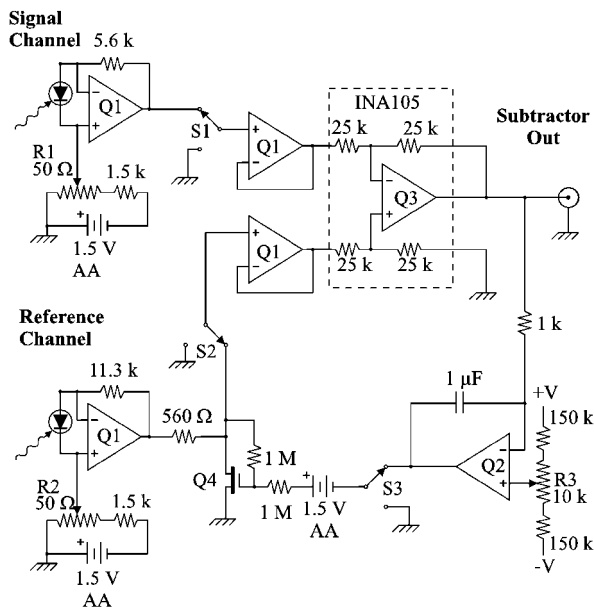 Signal
Channel
5.6 k
Q1
R1
50 Ω
1.5 k
+
1.5 V
AA
S1
Q1
INA105
25 k
25 k
Q3
25 k
25 k
Q1
Subtractor
Out
1 k
Reference
Channel
11.3 k
Q1
R2
50 Ω
1.5 k
+
1.5 V
AA
560 Ω
S2
1 M
Q4
1 M
+
1.5 V
AA
S3
1 µF
Q2
+V
150 k
R3
10 k
150 k
-V